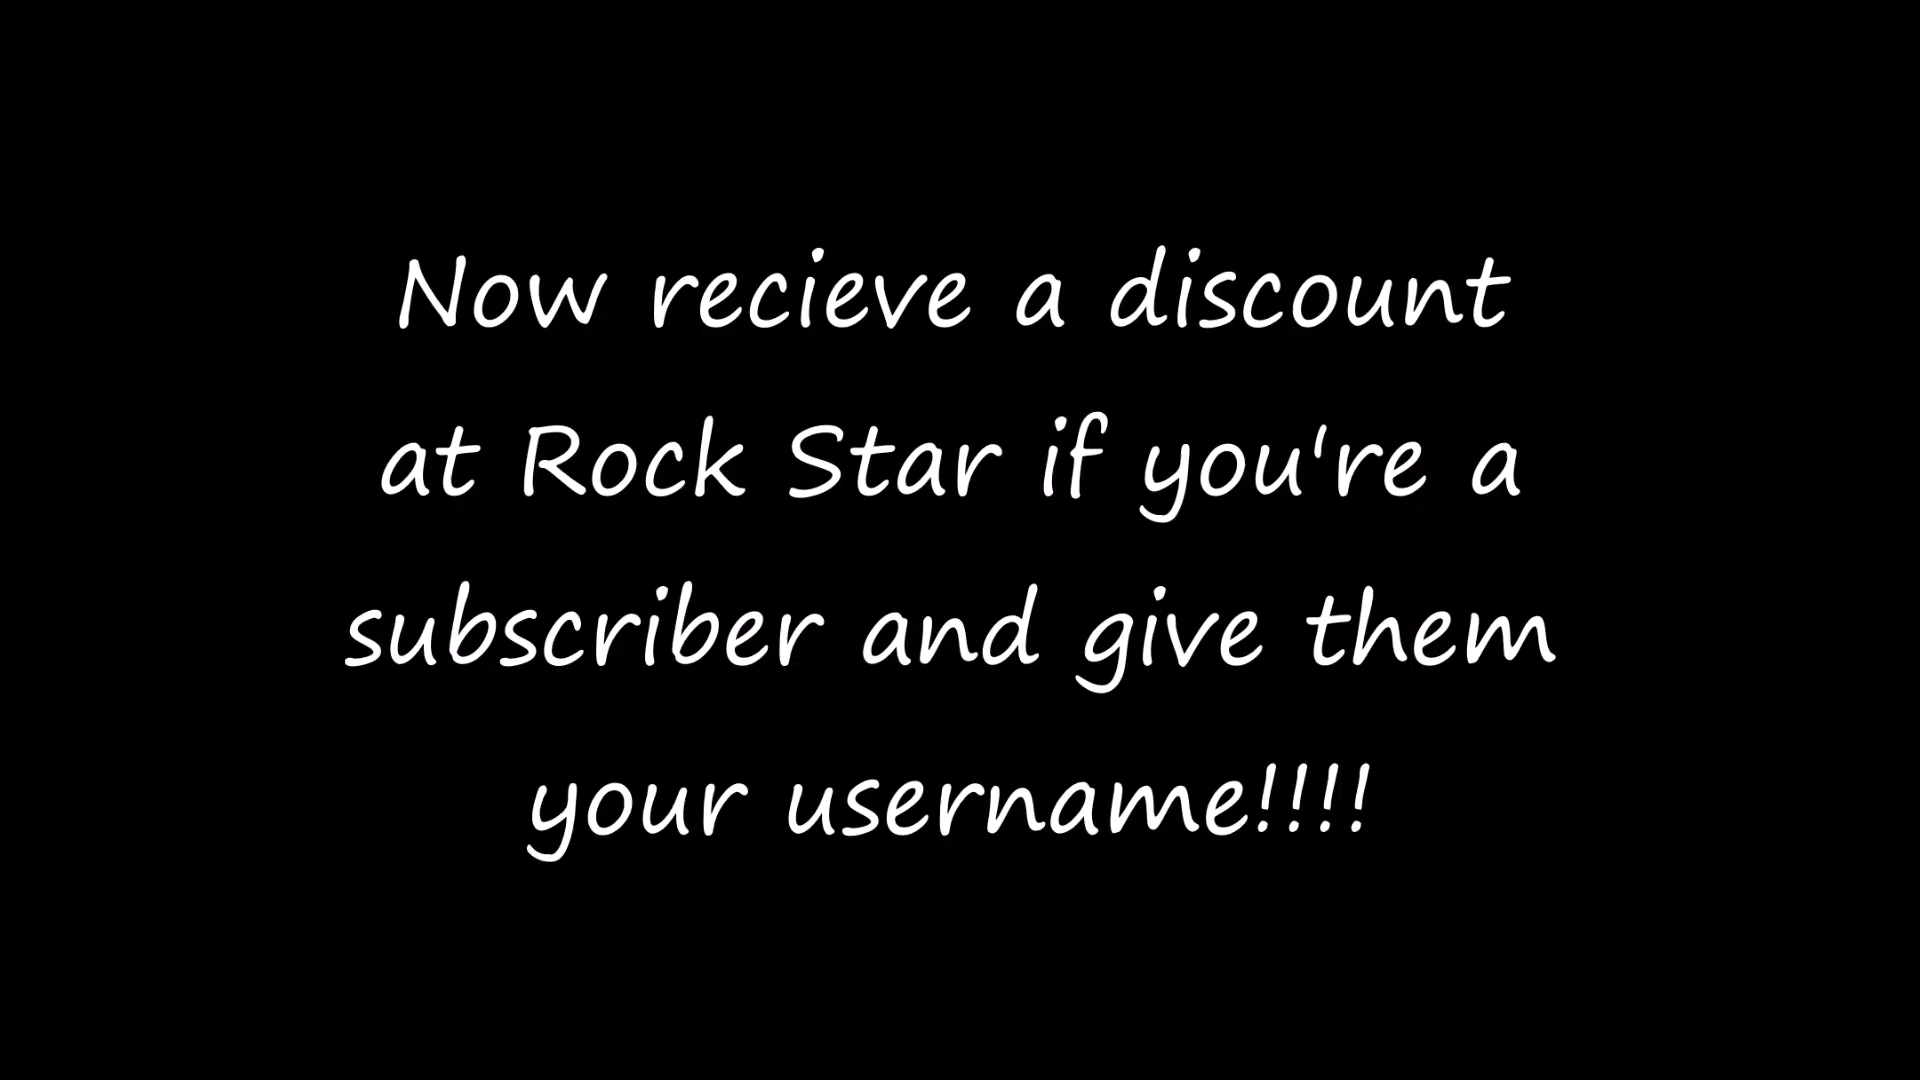 Now recieve a discount
at Rock Star if you're a
subscriber and give them
your username!!!!